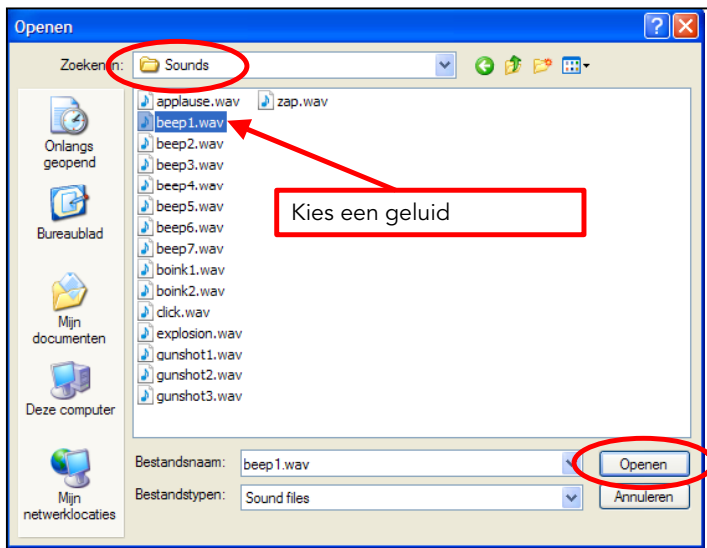 Openen
Zoeken in: Sounds
Onlangs
geopend
Bureaublad
Mijn
documenten
Deze computer
Mijn
netwerklocaties
applause.wav
beep1.wav
beep2.wav
beep3.wav
beep4.wav
beep5.wav
beep6.wav
beep7.wav
boink1.wav
boink2.wav
click.wav
explosion.wav
gunshot1.wav
gunshot2.wav
gunshot3.wav
zap.wav
Kies een geluid
Bestandsnaam: beep1.wav Openen
Bestandstypen: Sound files Annuleren